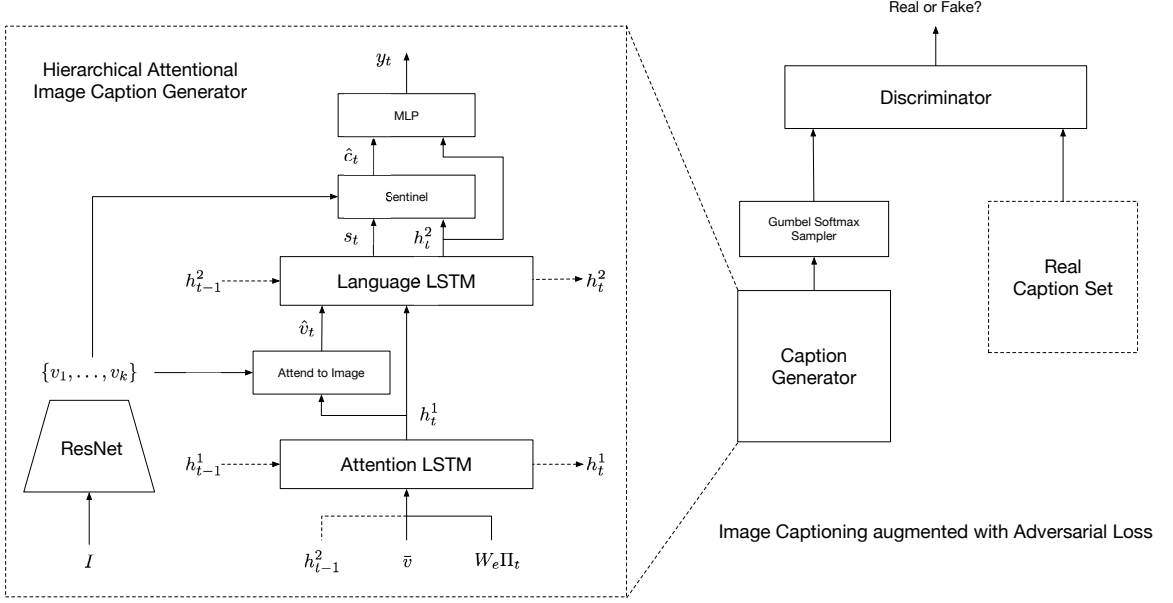 Real or Fake?
Hierarchical Attentional
Image Caption Generator
y_t
Discriminator
MLP
ĉ_t
Sentinel
Gumbel Softmax
Sampler
s_t
h_t^2
h_{t-1}^2
Language LSTM
h_t^2
Real
Caption Set
v̂_t
{v_1, . . . , v_k}
Attend to Image
Caption
Generator
h_t^1
ResNet
h_{t-1}^1
Attention LSTM
h_t^1
Image Captioning augmented with Adversarial Loss
I
h_{t-1}^2
v̄
W_eΠ_t